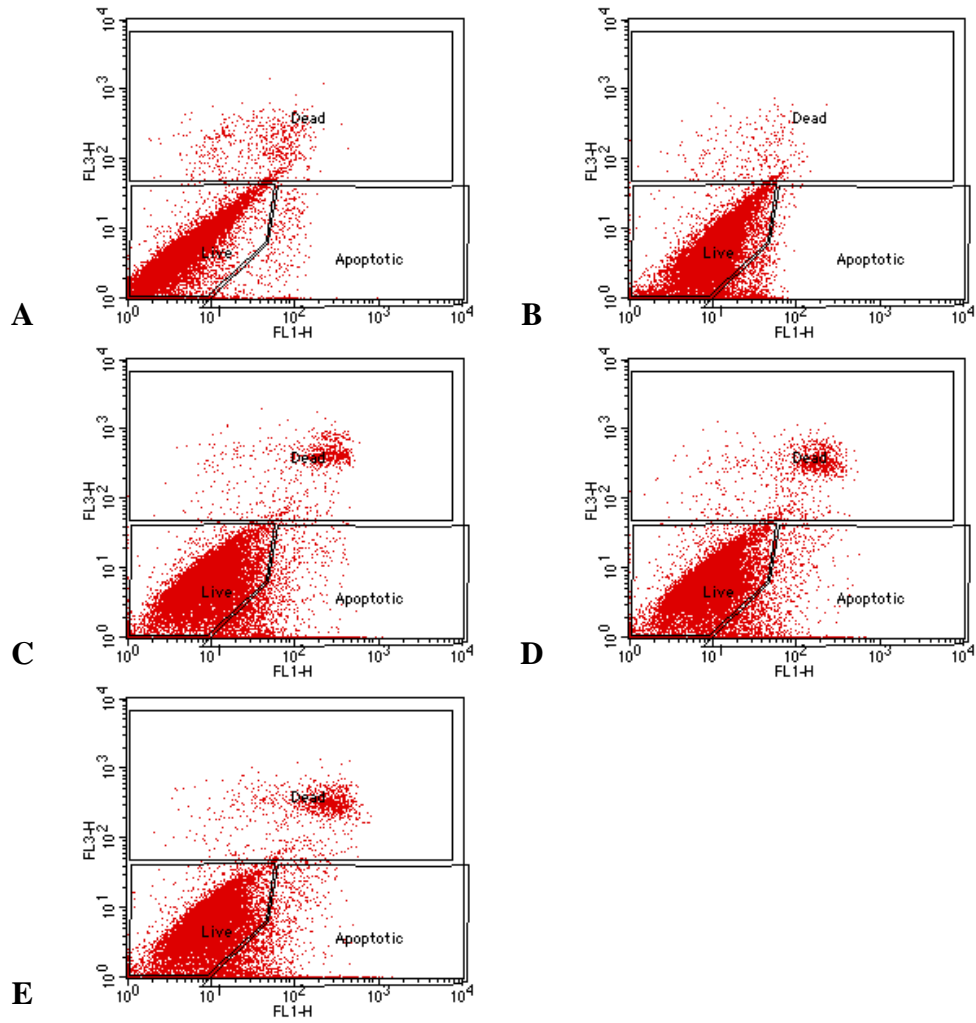 10⁴
10³
10²
10¹
10⁰
FL3-H
Dead
Live
Apoptotic
10⁰ 10¹ 10² 10³ 10⁴
FL1-H
A
10⁴
10³
10²
10¹
10⁰
FL3-H
Dead
Live
Apoptotic
10⁰ 10¹ 10² 10³ 10⁴
FL1-H
B
10⁴
10³
10²
10¹
10⁰
FL3-H
Dead
Live
Apoptotic
10⁰ 10¹ 10² 10³ 10⁴
FL1-H
C
10⁴
10³
10²
10¹
10⁰
FL3-H
Dead
Live
Apoptotic
10⁰ 10¹ 10² 10³ 10⁴
FL1-H
D
10⁴
10³
10²
10¹
10⁰
FL3-H
Dead
Live
Apoptotic
10⁰ 10¹ 10² 10³ 10⁴
FL1-H
E